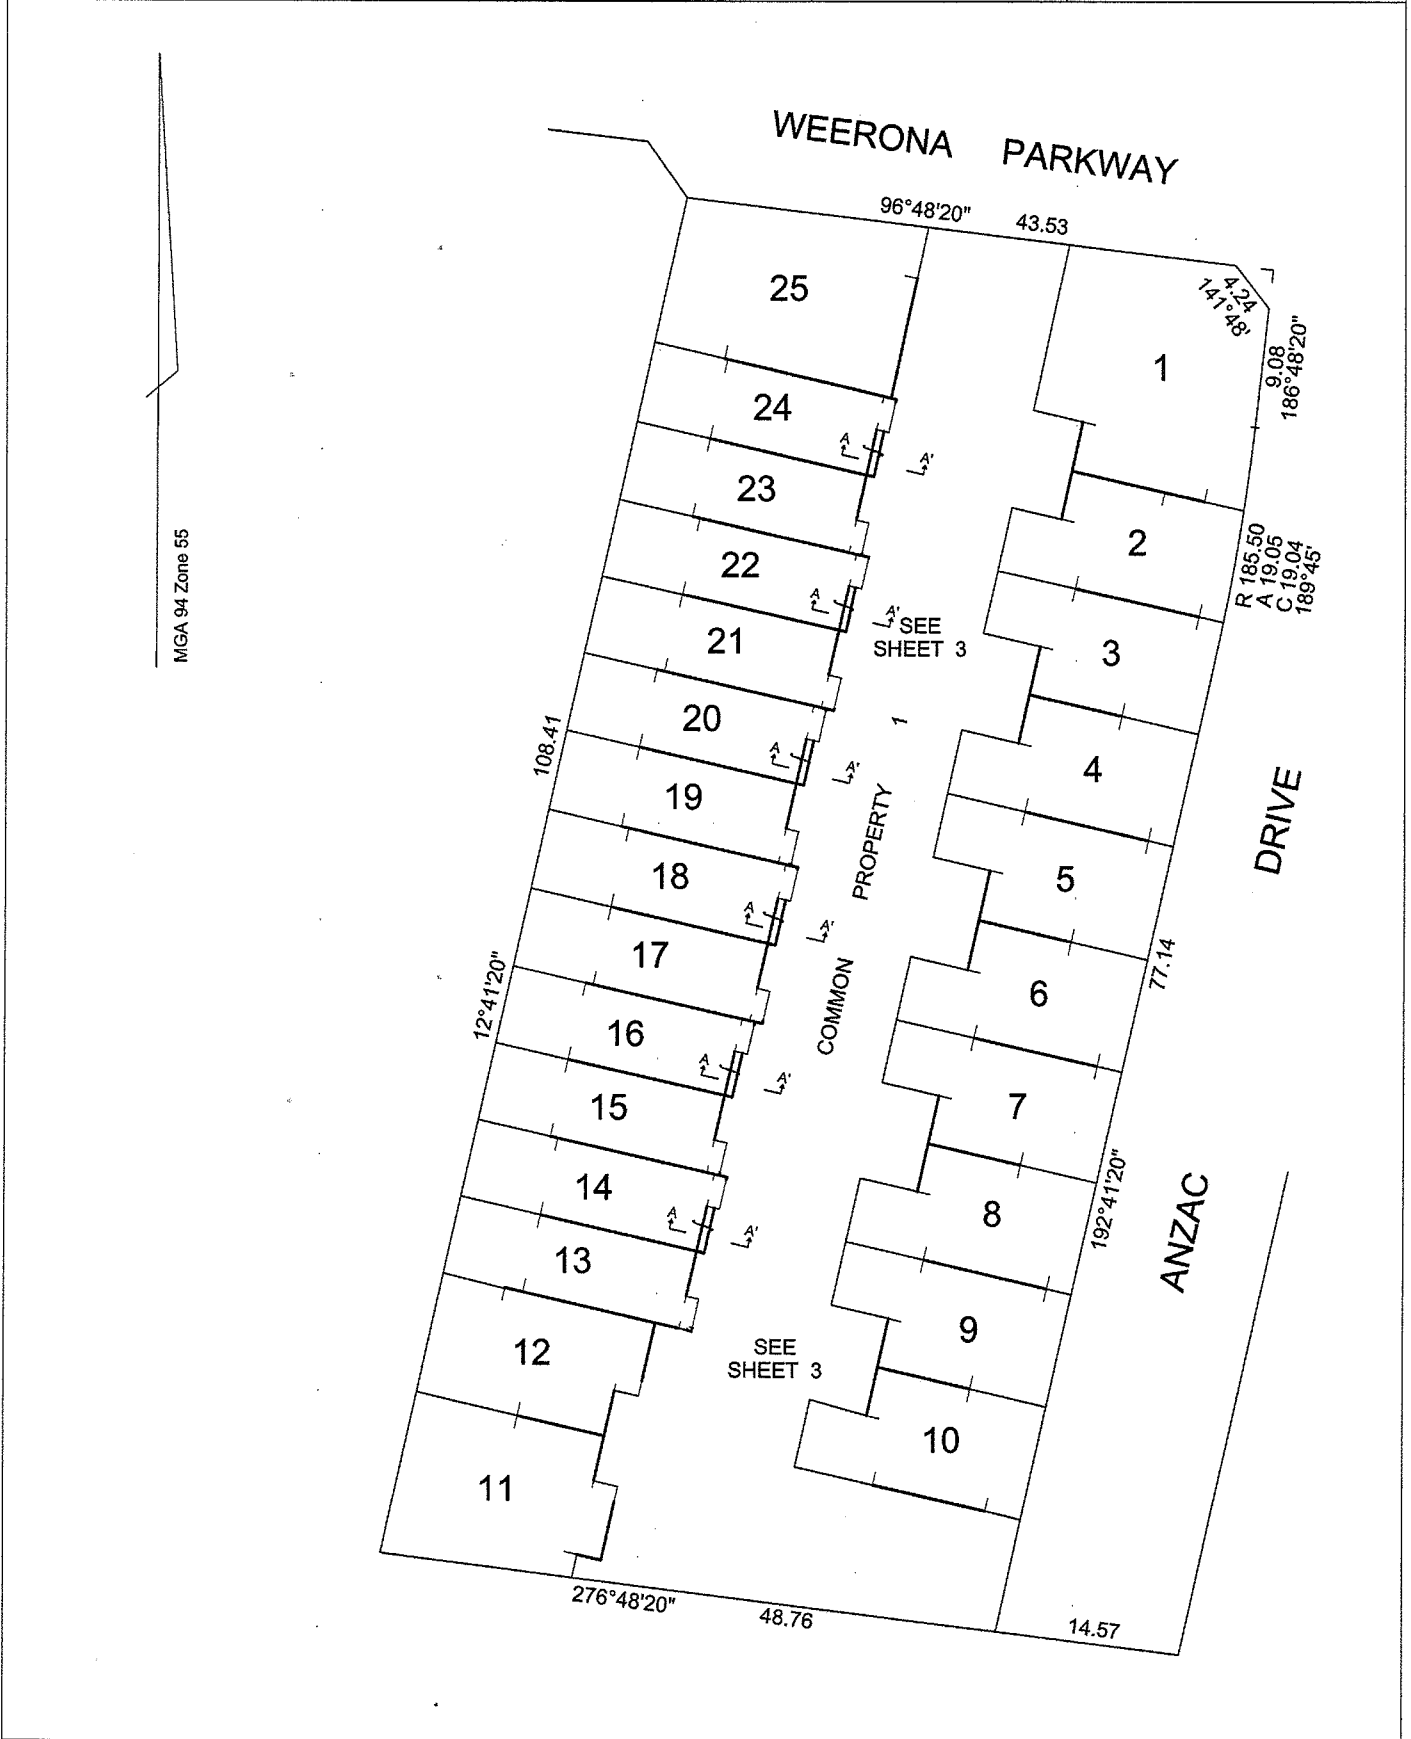 WEERONA PARKWAY
96°48'20" 43.53
4.24
141°48'
9.08
186°48'20"
25
1
24
A A'
23
2
R 185.50
A 19.05
C 19.04
189°45'
22
A A'
SEE
SHEET 3
21
3
MGA 94 Zone 55
20
A A'
4
COMMON PROPERTY 1
108.41
19
DRIVE
18
5
A A'
17
6
77.14
12°41'20"
16
A A'
15
7
14
8
A A'
192°41'20"
ANZAC
13
9
12
SEE
SHEET 3
10
11
276°48'20" 48.76 14.57